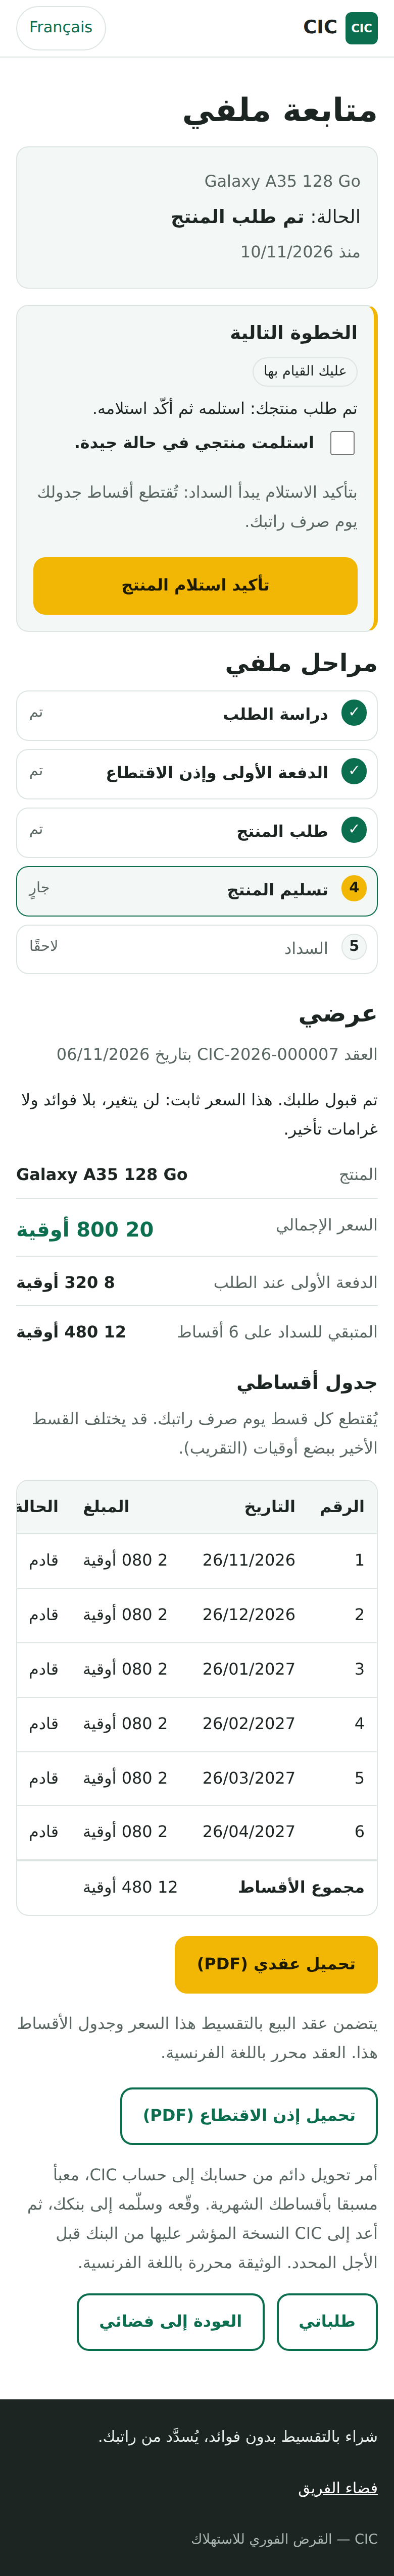 CIC CIC Français
متابعة ملفي
Galaxy A35 128 Go
الحالة: تم طلب المنتج
منذ 10/11/2026
الخطوة التالية
عليك القيام بها
تم طلب منتجك: استلمه ثم أكّد استلامه.
استلمت منتجي في حالة جيدة.
بتأكيد الاستلام يبدأ السداد: تُقتطع أقساط جدولك
يوم صرف راتبك.
تأكيد استلام المنتج
مراحل ملفي
✓ دراسة الطلب تم
✓ الدفعة الأولى وإذن الاقتطاع تم
✓ طلب المنتج تم
4 تسليم المنتج جارٍ
5 السداد لاحقًا
عرضي
العقد CIC-2026-000007 بتاريخ 06/11/2026
تم قبول طلبك. هذا السعر ثابت: لن يتغير، بلا فوائد ولا
غرامات تأخير.
المنتج Galaxy A35 128 Go
السعر الإجمالي 20 800 أوقية
الدفعة الأولى عند الطلب 8 320 أوقية
المتبقي للسداد على 6 أقساط 12 480 أوقية
جدول أقساطي
يُقتطع كل قسط يوم صرف راتبك. قد يختلف القسط
الأخير ببضع أوقيات (التقريب).
الرقم التاريخ المبلغ الحالة
1 26/11/2026 2 080 أوقية قادم
2 26/12/2026 2 080 أوقية قادم
3 26/01/2027 2 080 أوقية قادم
4 26/02/2027 2 080 أوقية قادم
5 26/03/2027 2 080 أوقية قادم
6 26/04/2027 2 080 أوقية قادم
مجموع الأقساط 12 480 أوقية
تحميل عقدي (PDF)
يتضمن عقد البيع بالتقسيط هذا السعر وجدول الأقساط
هذا. العقد محرر باللغة الفرنسية.
تحميل إذن الاقتطاع (PDF)
أمر تحويل دائم من حسابك إلى حساب CIC، معبأ
مسبقا بأقساطك الشهرية. وقّعه وسلّمه إلى بنكك، ثم
أعد إلى CIC النسخة المؤشر عليها من البنك قبل
الأجل المحدد. الوثيقة محررة باللغة الفرنسية.
طلباتي العودة إلى فضائي
شراء بالتقسيط بدون فوائد، يُسدَّد من راتبك.
فضاء الفريق
CIC — القرض الفوري للاستهلاك